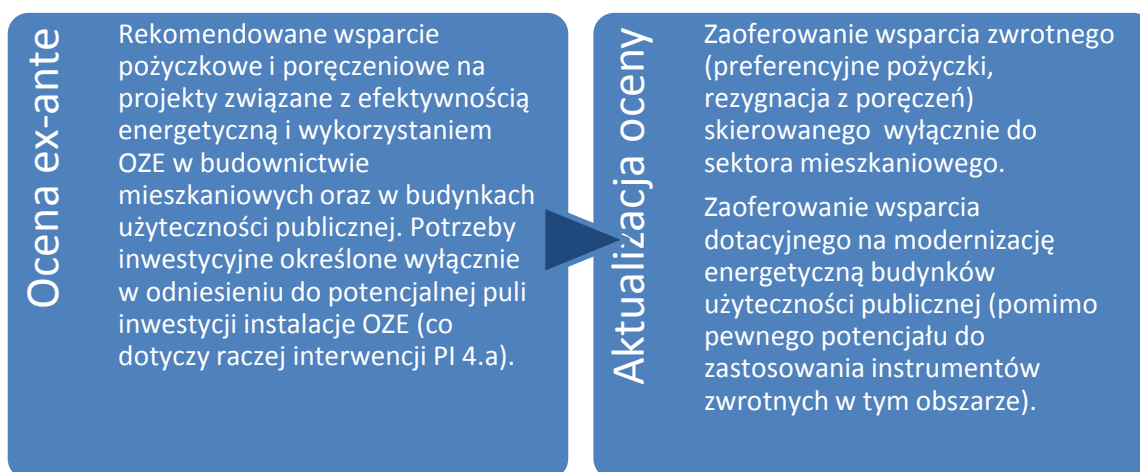 Ocena ex-ante
Rekomendowane wsparcie
pożyczkowe i poręczeniowe na
projekty związane z efektywnością
energetyczną i wykorzystaniem
OZE w budownictwie
mieszkaniowych oraz w budynkach
użyteczności publicznej. Potrzeby
inwestycyjne określone wyłącznie
w odniesieniu do potencjalnej puli
inwestycji instalacje OZE (co
dotyczy raczej interwencji PI 4.a).
Aktualizacja oceny
Zaoferowanie wsparcia zwrotnego
(preferencyjne pożyczki,
rezygnacja z poręczeń)
skierowanego wyłącznie do
sektora mieszkaniowego.
Zaoferowanie wsparcia
dotacyjnego na modernizację
energetyczną budynków
użyteczności publicznej (pomimo
pewnego potencjału do
zastosowania instrumentów
zwrotnych w tym obszarze).